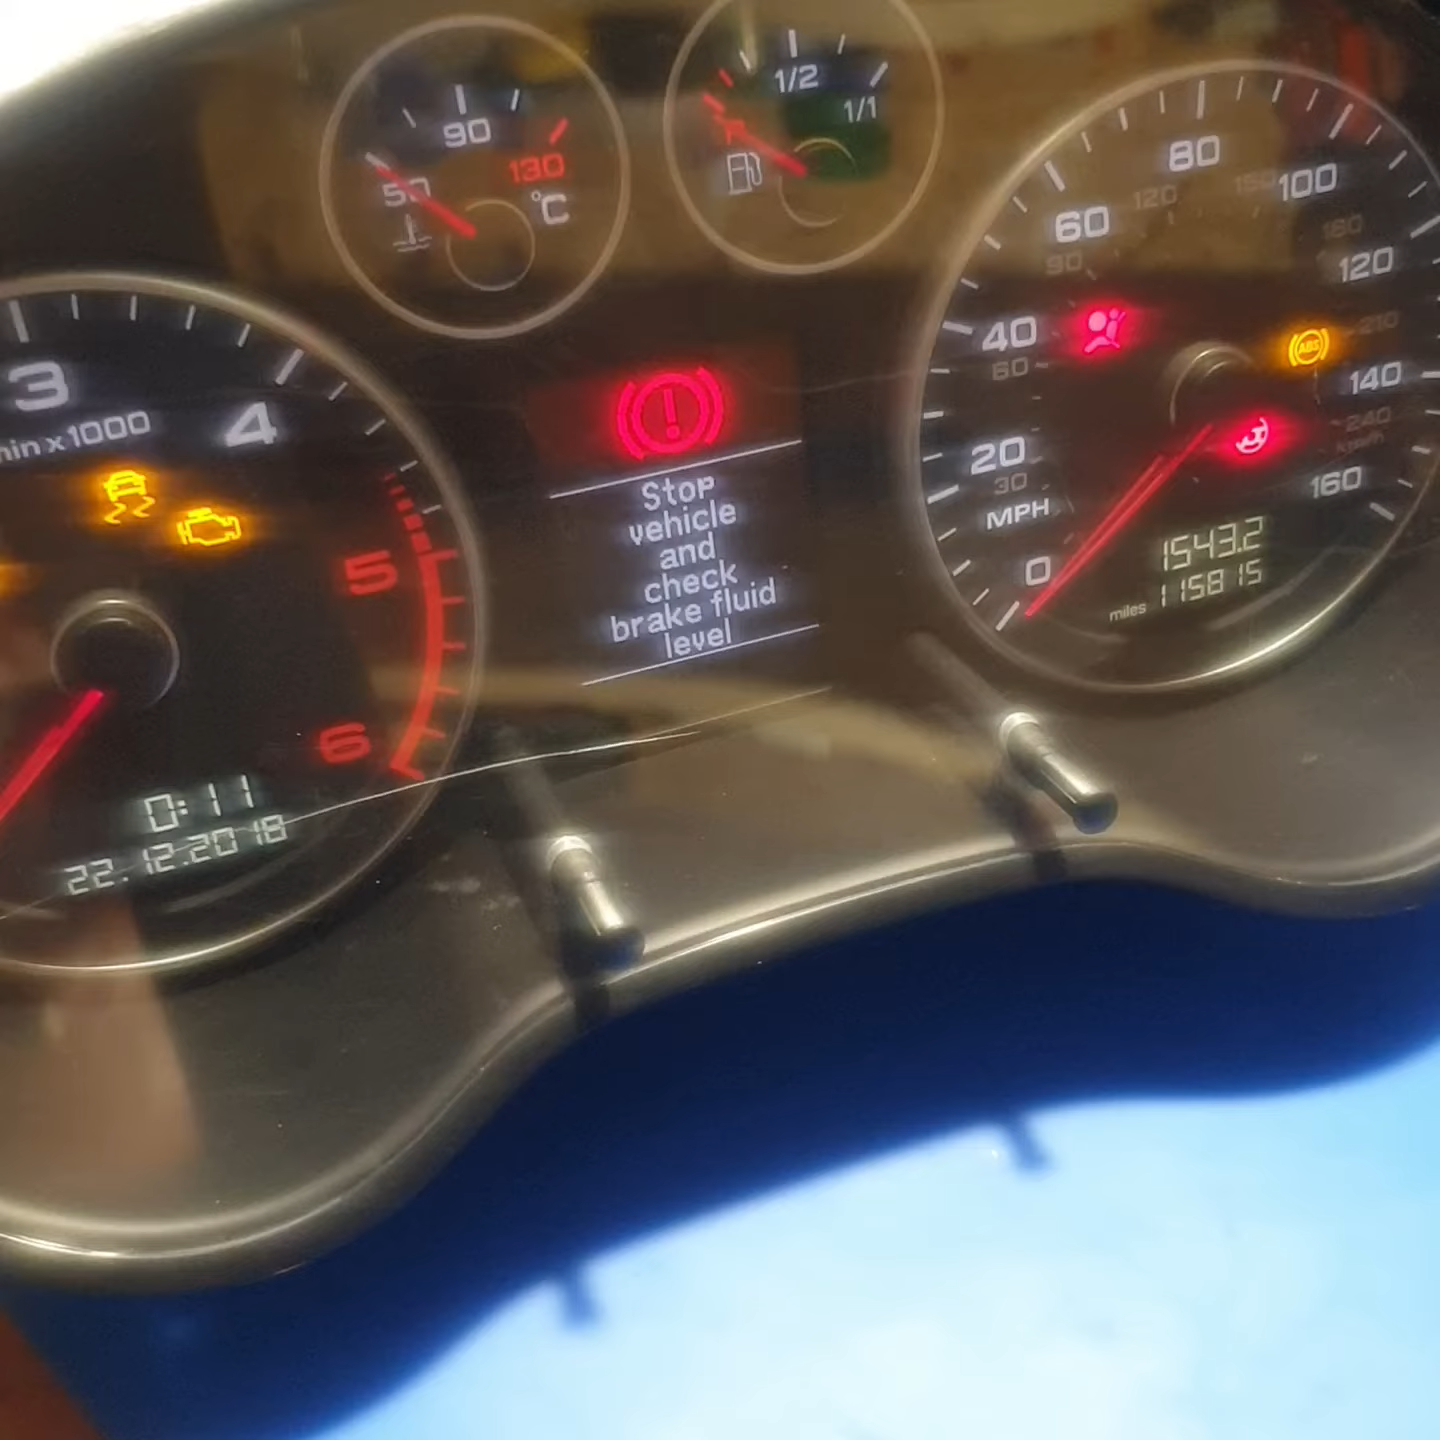 90
50
130
°C
1/2
1/1
80
100
60
120
150
180
120
90
40
60
ABS
210
140
20
30
240
km/h
160
MPH
0
1543.2
miles 115815
3
4
min x 1000
5
6
0:11
22.12.2018
Stop
vehicle
and
check
brake fluid
level